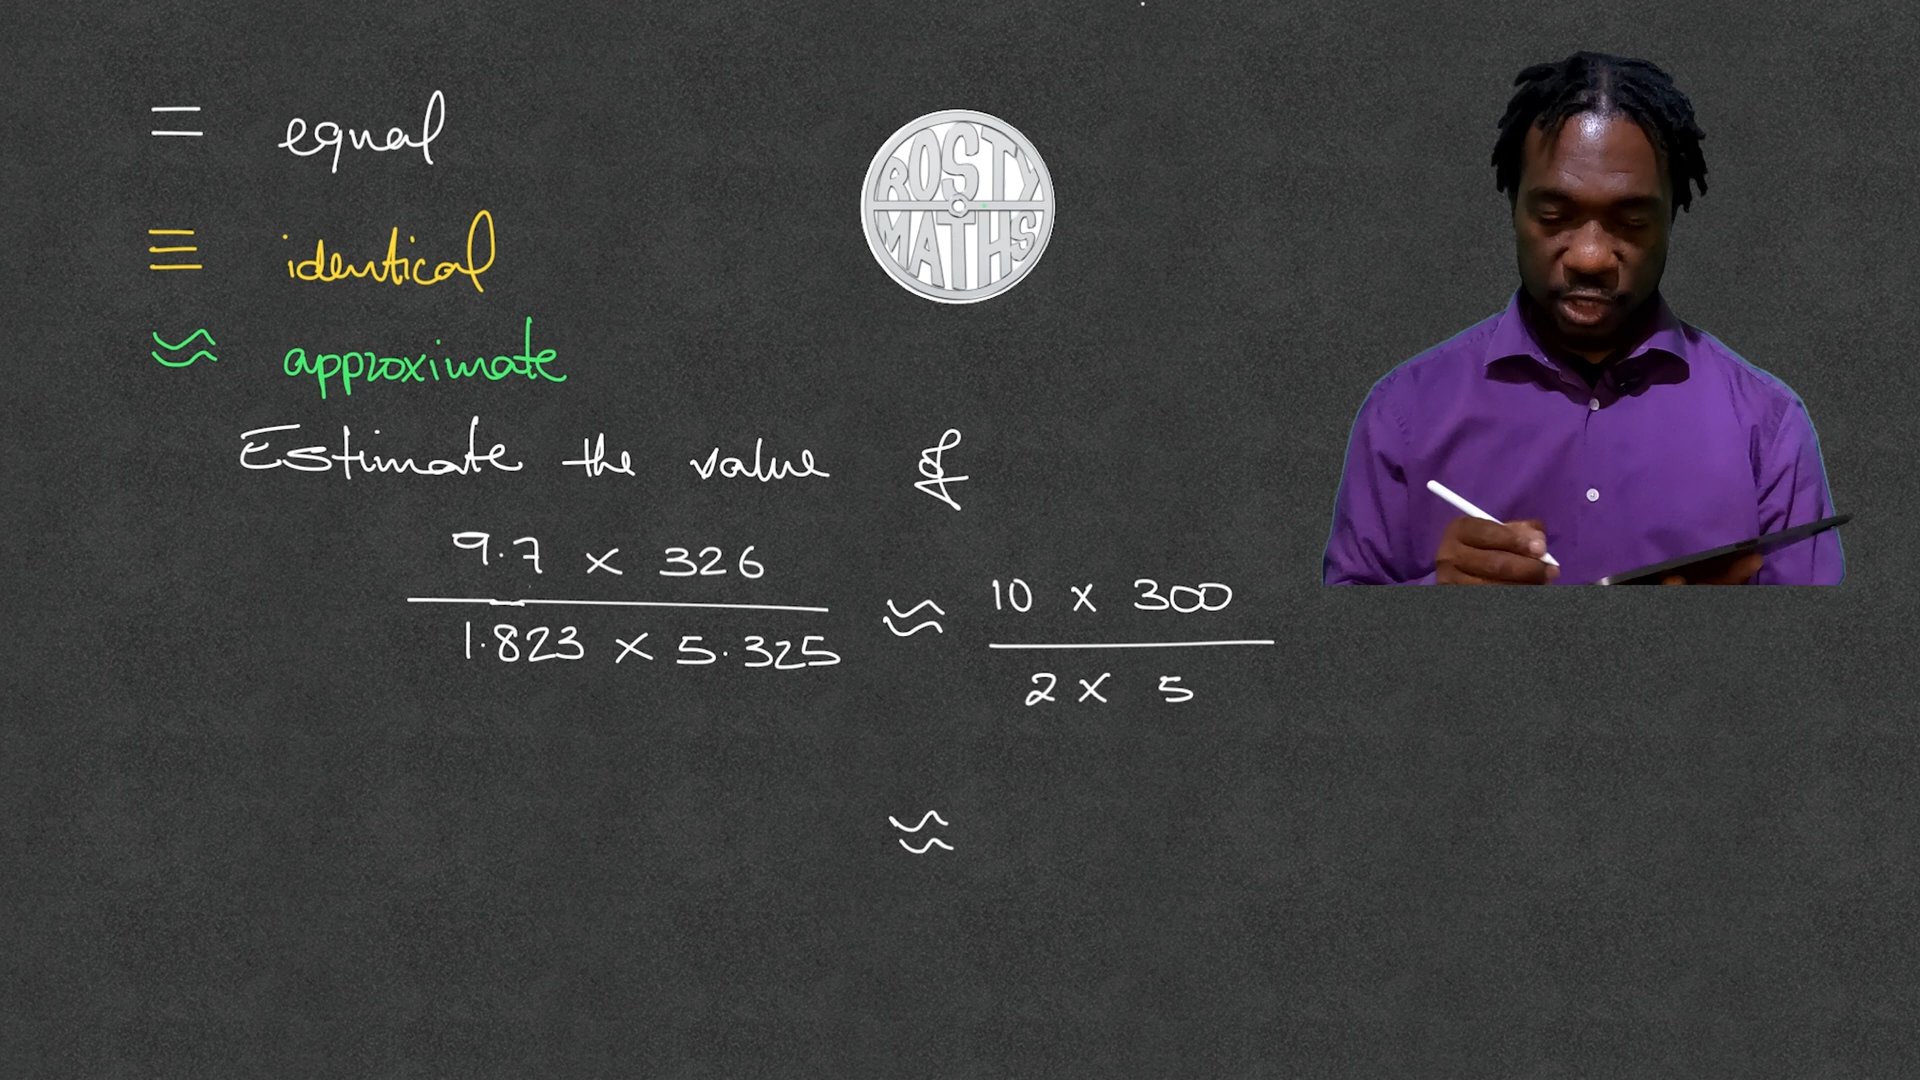 = equal
≡ identical
≈ approximate
ROSTY
MATHS
Estimate the value of
9.7 × 326
1.823 × 5.325
≈
10 × 300
2 × 5
≈